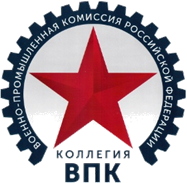 ВОЕННО-ПРОМЫШЛЕННАЯ КОМИССИЯ РОССИЙСКОЙ ФЕДЕРАЦИИ
КОЛЛЕГИЯ
ВПК